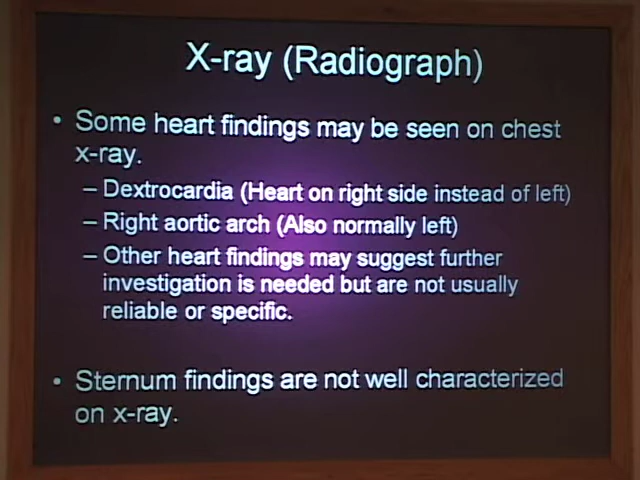 X-ray (Radiograph)
• Some heart findings may be seen on chest
x-ray.
– Dextrocardia (Heart on right side instead of left)
– Right aortic arch (Also normally left)
– Other heart findings may suggest further
investigation is needed but are not usually
reliable or specific.
• Sternum findings are not well characterized
on x-ray.